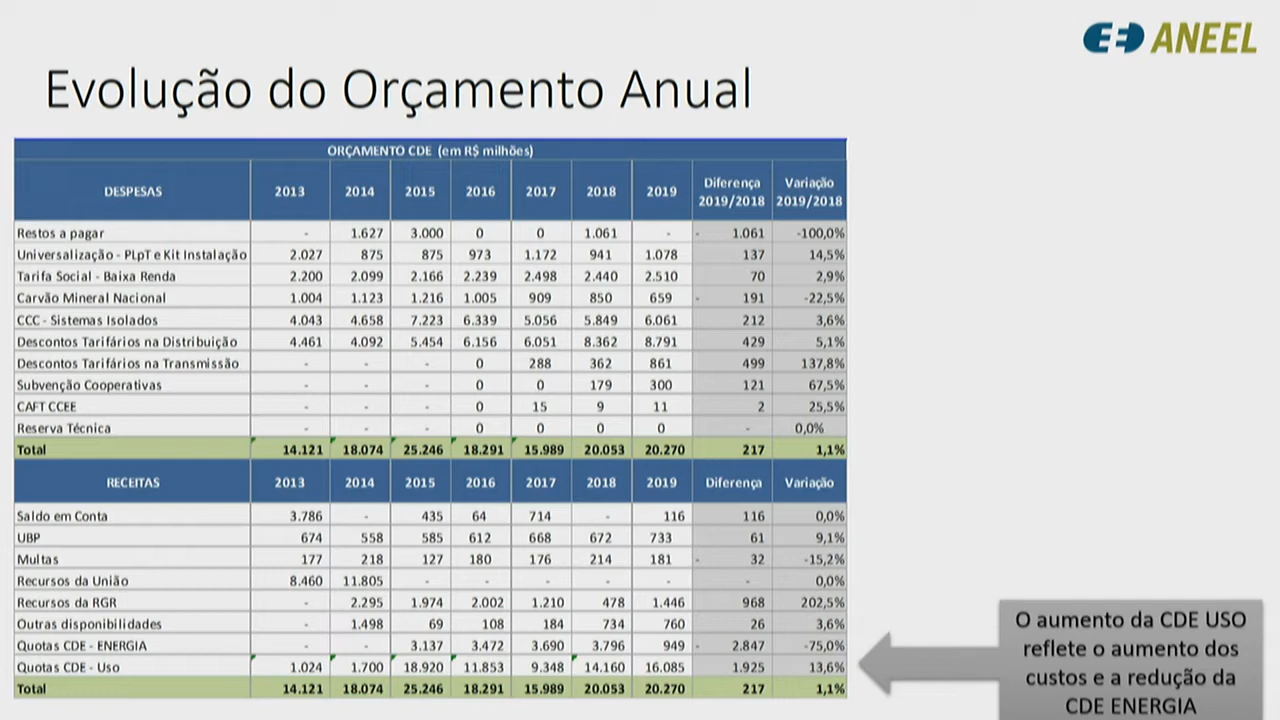 ANEEL
Evolução do Orçamento Anual
ORÇAMENTO CDE (em R$ milhões)
DESPESAS 2013 2014 2015 2016 2017 2018 2019 Diferença 2019/2018 Variação 2019/2018
Restos a pagar - 1.627 3.000 0 0 1.061 - - 1.061 -100,0%
Universalização - PLpT e Kit Instalação 2.027 875 875 973 1.172 941 1.078 137 14,5%
Tarifa Social - Baixa Renda 2.200 2.099 2.166 2.239 2.498 2.440 2.510 70 2,9%
Carvão Mineral Nacional 1.004 1.123 1.216 1.005 909 850 659 - 191 -22,5%
CCC - Sistemas Isolados 4.043 4.658 7.223 6.339 5.056 5.849 6.061 212 3,6%
Descontos Tarifários na Distribuição 4.461 4.092 5.454 6.156 6.051 8.362 8.791 429 5,1%
Descontos Tarifários na Transmissão - - - 0 288 362 861 499 137,8%
Subvenção Cooperativas - - - 0 0 179 300 121 67,5%
CAFT CCEE - - - 0 15 9 11 2 25,5%
Reserva Técnica - - - 0 0 0 0 - 0,0%
Total 14.121 18.074 25.246 18.291 15.989 20.053 20.270 217 1,1%
RECEITAS 2013 2014 2015 2016 2017 2018 2019 Diferença Variação
Saldo em Conta 3.786 - 435 64 714 - 116 116 0,0%
UBP 674 558 585 612 668 672 733 61 9,1%
Multas 177 218 127 180 176 214 181 - 32 -15,2%
Recursos da União 8.460 11.805 - - - - - - 0,0%
Recursos da RGR - 2.295 1.974 2.002 1.210 478 1.446 968 202,5%
Outras disponibilidades - 1.498 69 108 184 734 760 26 3,6%
Quotas CDE - ENERGIA - - 3.137 3.472 3.690 3.796 949 - 2.847 -75,0%
Quotas CDE - Uso 1.024 1.700 18.920 11.853 9.348 14.160 16.085 1.925 13,6%
Total 14.121 18.074 25.246 18.291 15.989 20.053 20.270 217 1,1%
O aumento da CDE USO
reflete o aumento dos
custos e a redução da
CDE ENERGIA